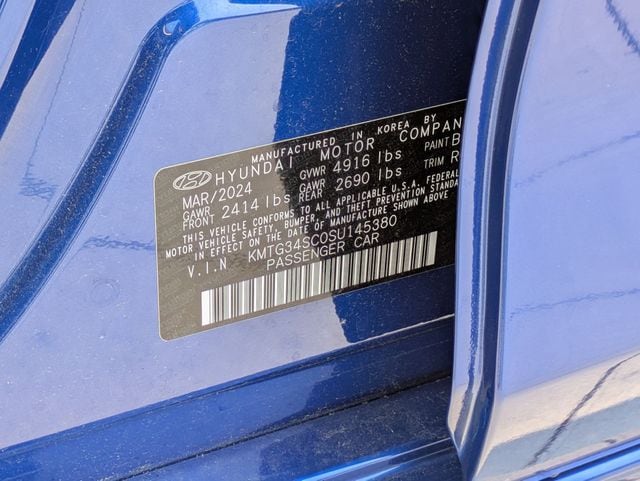 MANUFACTURED IN KOREA BY
HYUNDAI MOTOR COMPAN
MAR/2024 GVWR 4916 lbs PAINT B
GAWR FRONT 2414 lbs GAWR REAR 2690 lbs TRIM R
THIS VEHICLE CONFORMS TO ALL APPLICABLE U.S.A. FEDERAL
MOTOR VEHICLE SAFETY, BUMPER, AND THEFT PREVENTION STANDARDS
IN EFFECT ON THE DATE OF MANUFACTURE SHOWN ABOVE.
V.I.N KMTG34SC0SU145380
PASSENGER CAR